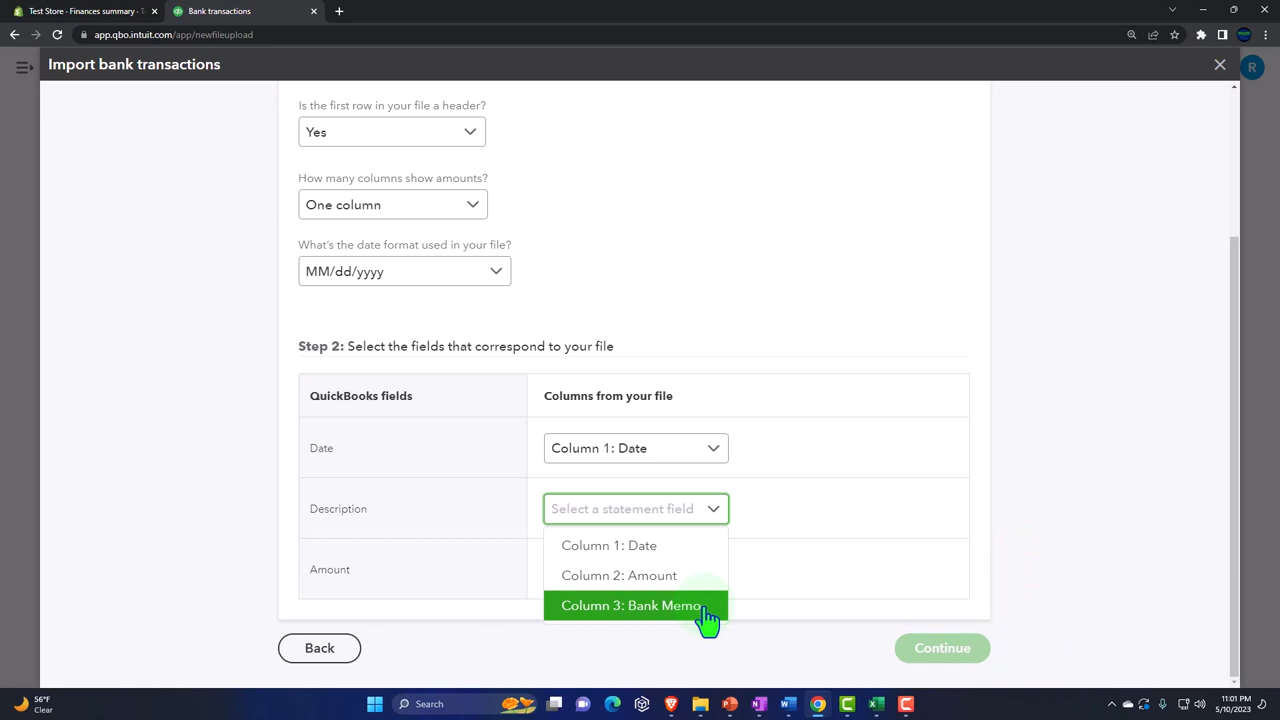 Test Store - Finances summary - T
Bank transactions
app.qbo.intuit.com/app/newfileupload
Import bank transactions
R
Is the first row in your file a header?
Yes
How many columns show amounts?
One column
What's the date format used in your file?
MM/dd/yyyy
Step 2: Select the fields that correspond to your file
QuickBooks fields
Columns from your file
Date
Column 1: Date
Description
Select a statement field
Column 1: Date
Amount
Column 2: Amount
Column 3: Bank Memo
Back
Continue
56°F
Clear
Search
11:01 PM
5/10/2023